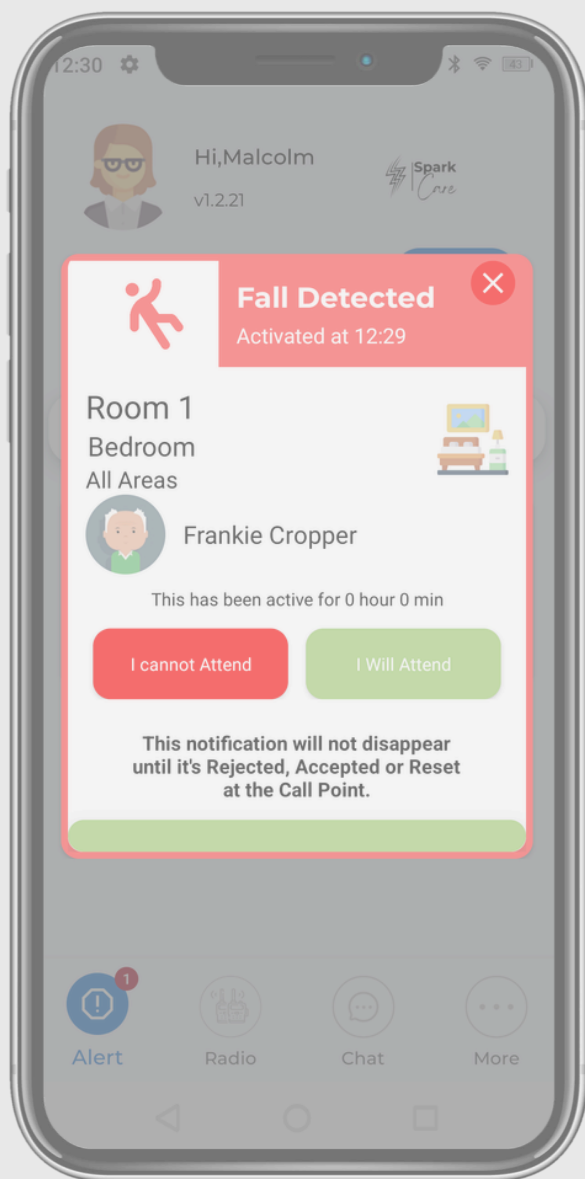 12:30
43
Hi,Malcolm
v1.2.21
Spark
Care
Fall Detected
Activated at 12:29
Room 1
Bedroom
All Areas
Frankie Cropper
This has been active for 0 hour 0 min
I cannot Attend
I Will Attend
This notification will not disappear
until it's Rejected, Accepted or Reset
at the Call Point.
1
Alert
Radio
Chat
More